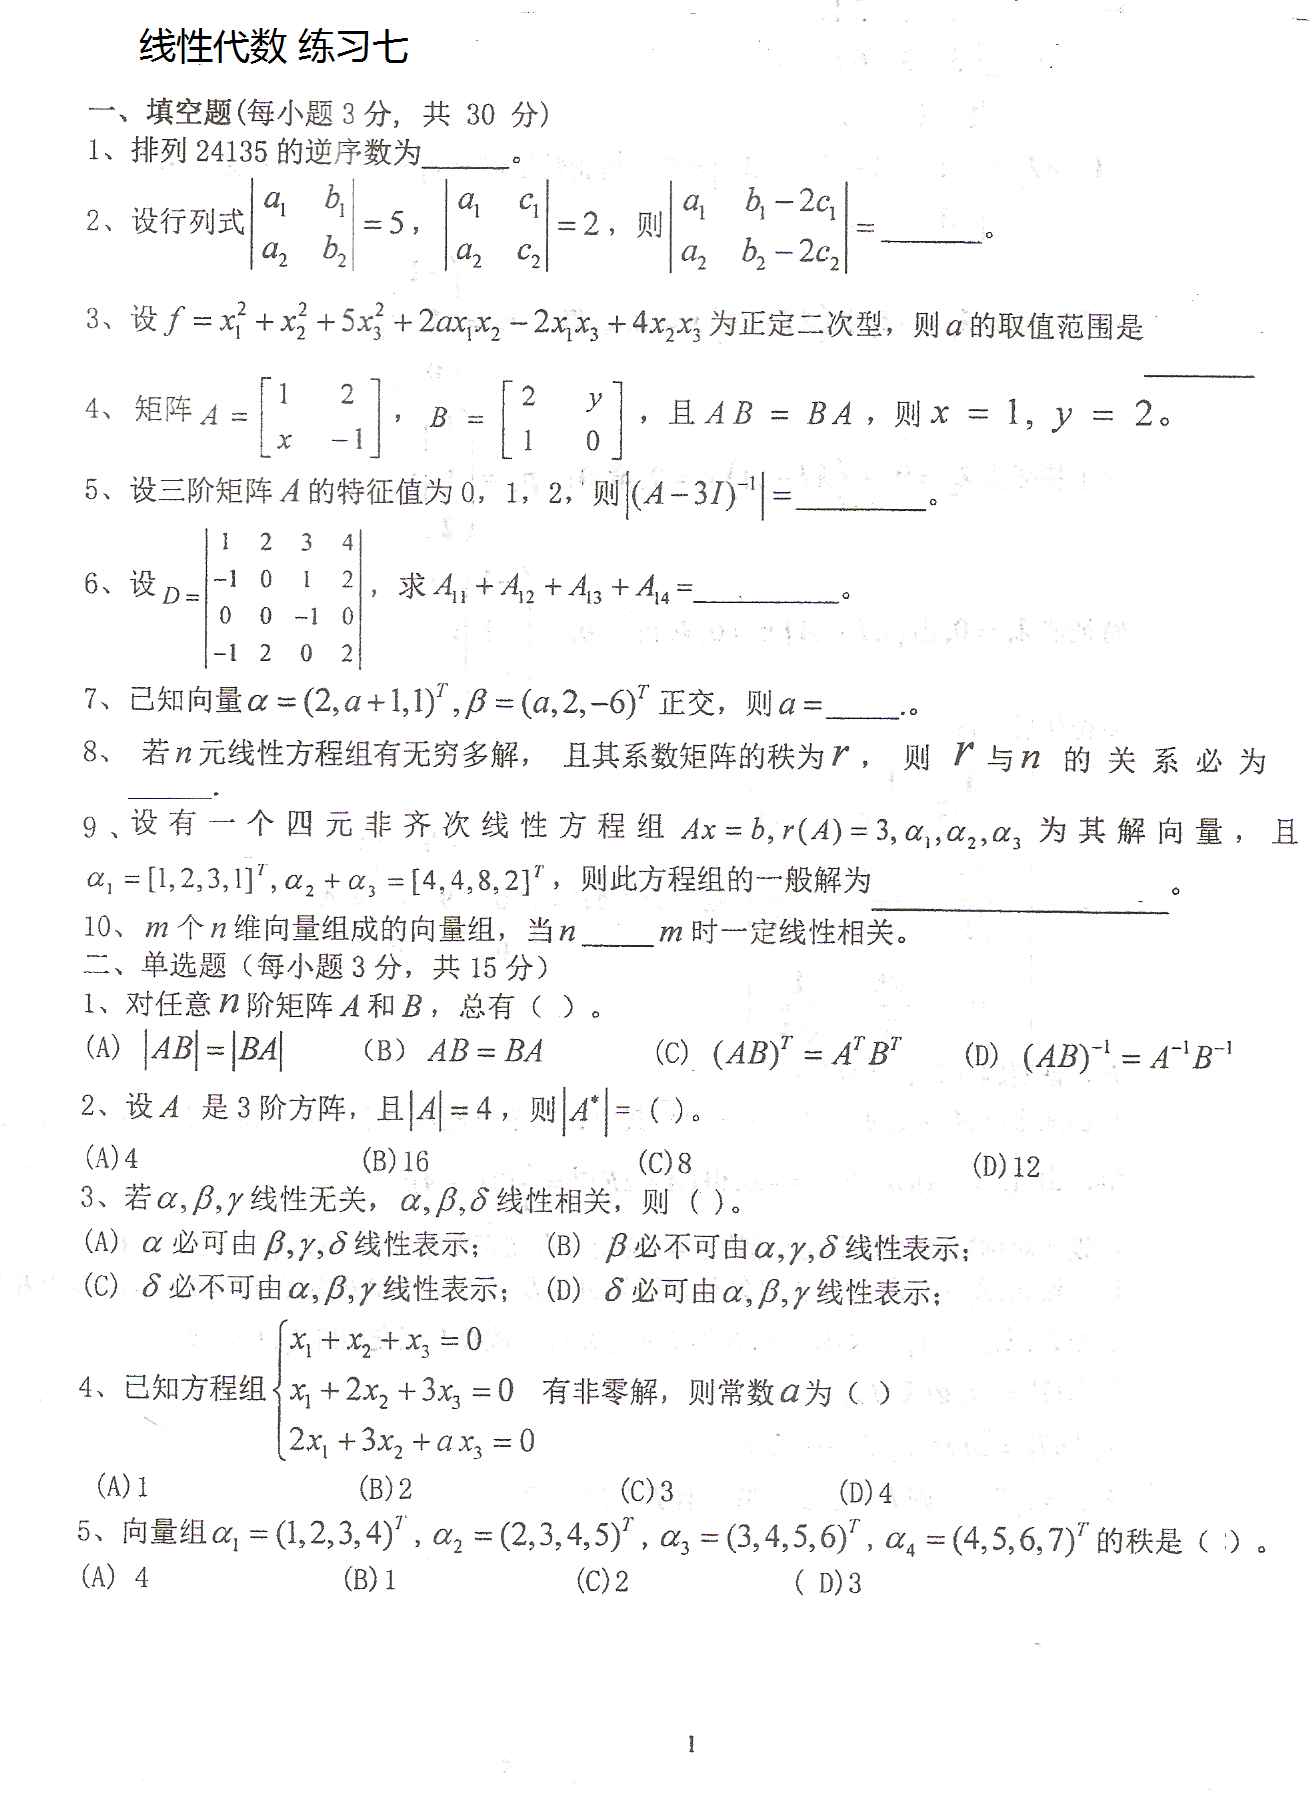 线性代数 练习七
一、填空题(每小题3分, 共 30 分)
1、排列 24135 的逆序数为______。
2、设行列式 |a₁ b₁; a₂ b₂| = 5, |a₁ c₁; a₂ c₂| = 2, 则 |a₁ b₁−2c₁; a₂ b₂−2c₂| = ______。
3、设 f = x₁² + x₂² + 5x₃² + 2ax₁x₂ − 2x₁x₃ + 4x₂x₃ 为正定二次型, 则 a 的取值范围是
______
4、矩阵 A = [1 2; x −1], B = [2 y; 1 0], 且 AB = BA, 则 x = 1, y = 2。
5、设三阶矩阵 A 的特征值为 0, 1, 2, 则 |(A−3I)⁻¹| = ______。
6、设 D = |1 2 3 4; −1 0 1 2; 0 0 −1 0; −1 2 0 2|, 求 A₁₁ + A₁₂ + A₁₃ + A₁₄ = ______。
7、已知向量 α = (2, a+1, 1)ᵀ, β = (a, 2, −6)ᵀ 正交, 则 a = _____.。
8、 若 n 元线性方程组有无穷多解, 且其系数矩阵的秩为 r, 则 r 与 n 的关系必为
______.
9、设有一个四元非齐次线性方程组 Ax = b, r(A) = 3, α₁, α₂, α₃ 为其解向量, 且
α₁ = [1, 2, 3, 1]ᵀ, α₂ + α₃ = [4, 4, 8, 2]ᵀ, 则此方程组的一般解为______。
10、 m 个 n 维向量组成的向量组, 当 n _____ m 时一定线性相关。
二、单选题(每小题3分, 共15分)
1、对任意 n 阶矩阵 A 和 B, 总有( )。
(A) |AB| = |BA| (B) AB = BA (C) (AB)ᵀ = AᵀBᵀ (D) (AB)⁻¹ = A⁻¹B⁻¹
2、设 A 是 3 阶方阵, 且 |A| = 4, 则 |A*| = ( )。
(A)4 (B)16 (C)8 (D)12
3、若 α, β, γ 线性无关, α, β, δ 线性相关, 则 ( )。
(A) α 必可由 β, γ, δ 线性表示; (B) β 必不可由 α, γ, δ 线性表示;
(C) δ 必不可由 α, β, γ 线性表示; (D) δ 必可由 α, β, γ 线性表示;
4、已知方程组 { x₁ + x₂ + x₃ = 0; x₁ + 2x₂ + 3x₃ = 0; 2x₁ + 3x₂ + ax₃ = 0 有非零解, 则常数 a 为( )
(A)1 (B)2 (C)3 (D)4
5、向量组 α₁ = (1,2,3,4)ᵀ, α₂ = (2,3,4,5)ᵀ, α₃ = (3,4,5,6)ᵀ, α₄ = (4,5,6,7)ᵀ 的秩是( )。
(A) 4 (B)1 (C)2 ( D)3
1